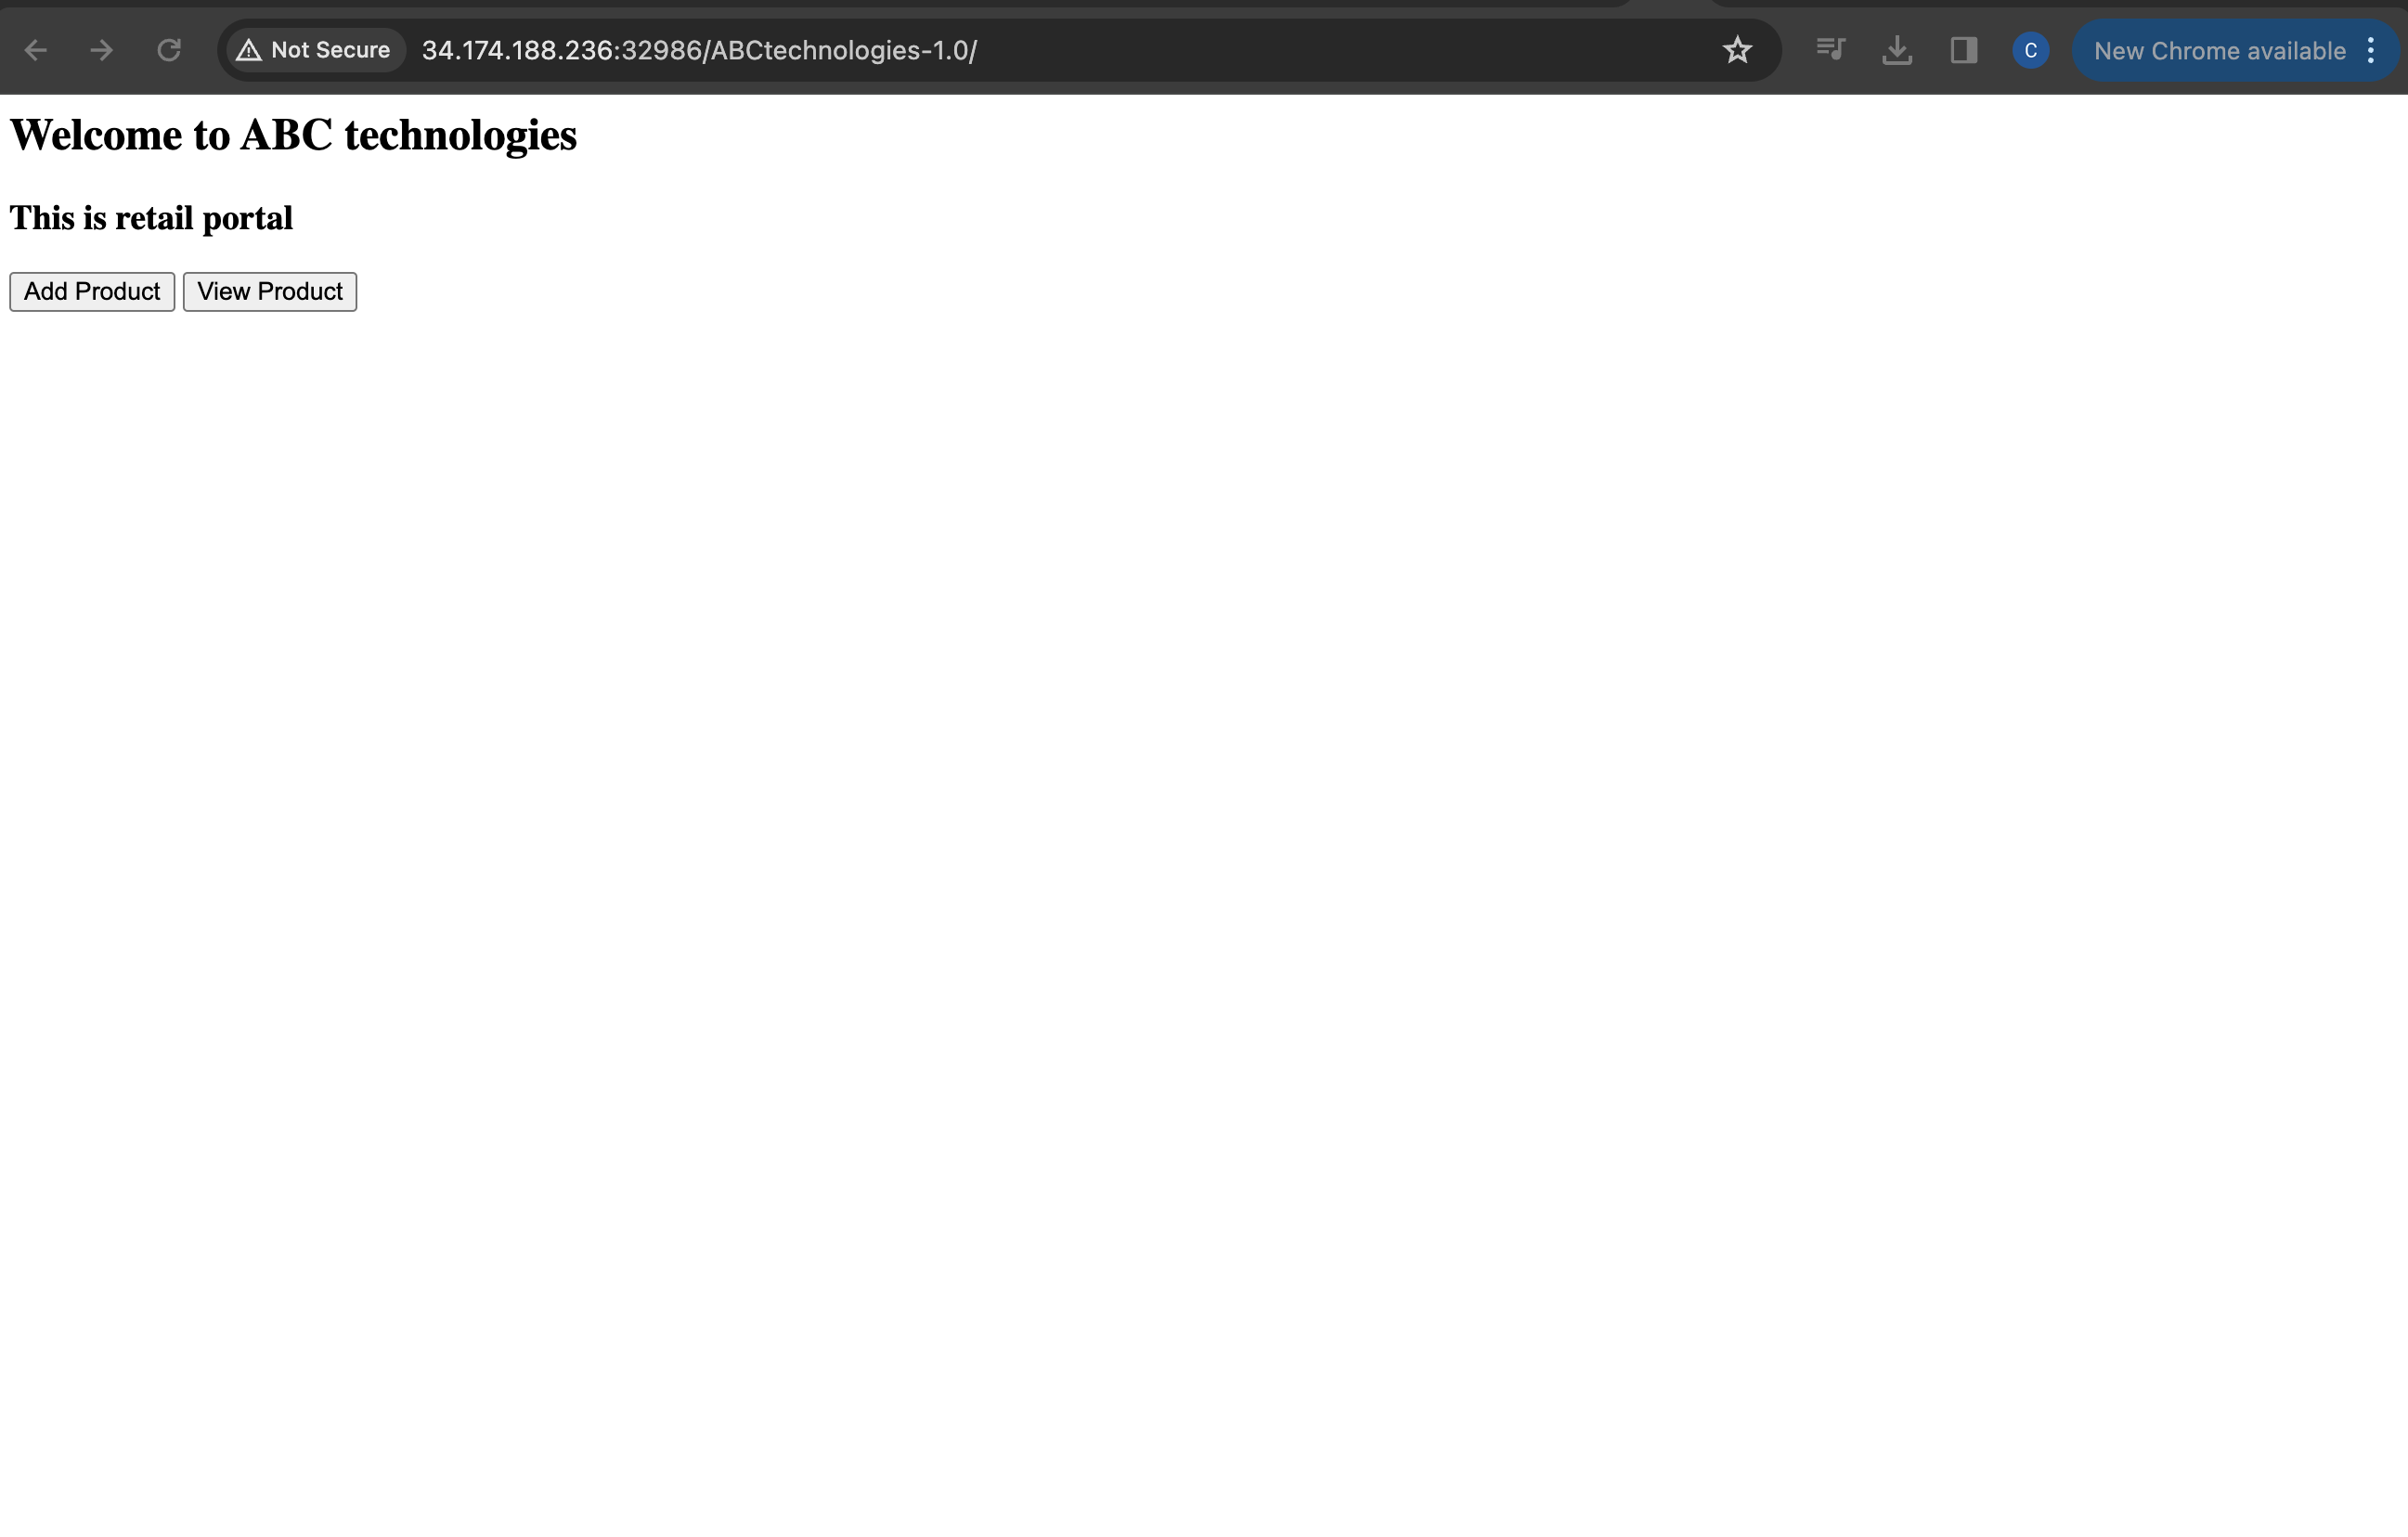 Not Secure 34.174.188.236:32986/ABCtechnologies-1.0/ C New Chrome available
Welcome to ABC technologies
This is retail portal
Add Product View Product